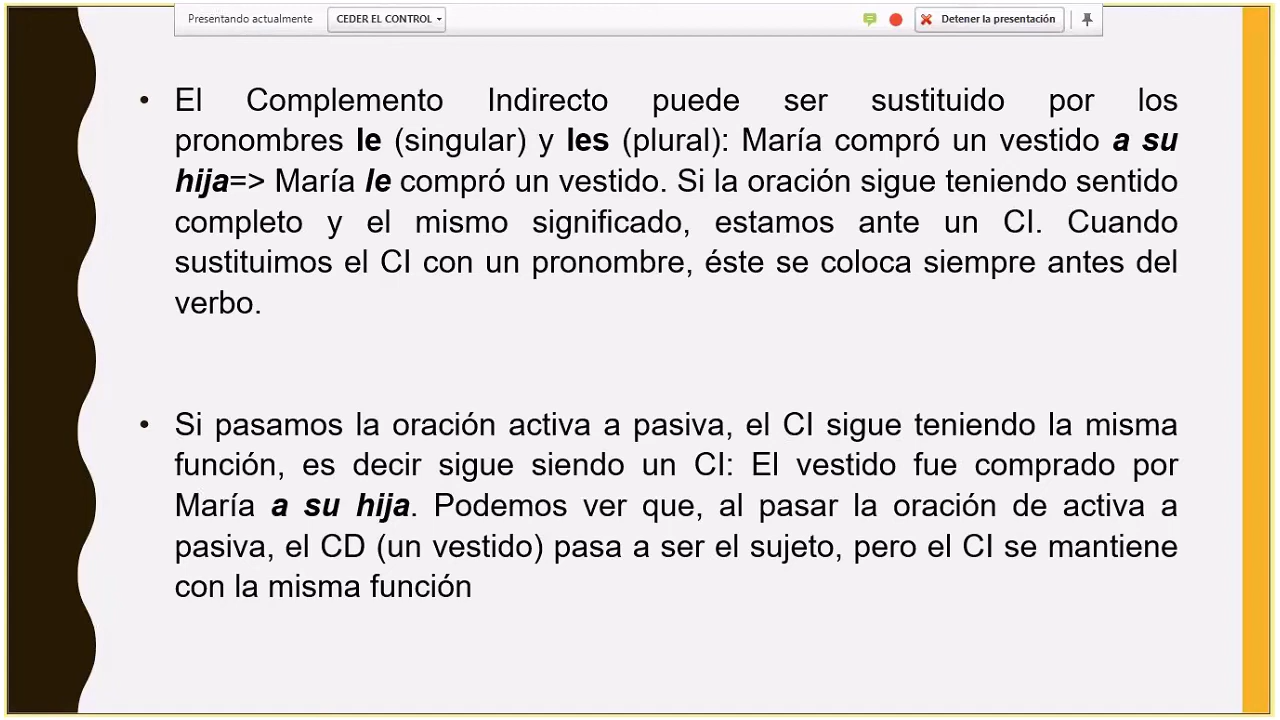 Presentando actualmente
CEDER EL CONTROL
Detener la presentación
• El Complemento Indirecto puede ser sustituido por los
pronombres le (singular) y les (plural): María compró un vestido a su
hija=> María le compró un vestido. Si la oración sigue teniendo sentido
completo y el mismo significado, estamos ante un CI. Cuando
sustituimos el CI con un pronombre, éste se coloca siempre antes del
verbo.
• Si pasamos la oración activa a pasiva, el CI sigue teniendo la misma
función, es decir sigue siendo un CI: El vestido fue comprado por
María a su hija. Podemos ver que, al pasar la oración de activa a
pasiva, el CD (un vestido) pasa a ser el sujeto, pero el CI se mantiene
con la misma función